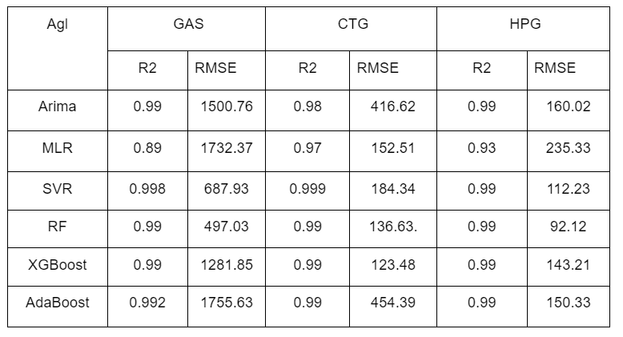 Agl GAS CTG HPG
R2 RMSE R2 RMSE R2 RMSE
Arima 0.99 1500.76 0.98 416.62 0.99 160.02
MLR 0.89 1732.37 0.97 152.51 0.93 235.33
SVR 0.998 687.93 0.999 184.34 0.99 112.23
RF 0.99 497.03 0.99 136.63. 0.99 92.12
XGBoost 0.99 1281.85 0.99 123.48 0.99 143.21
AdaBoost 0.992 1755.63 0.99 454.39 0.99 150.33